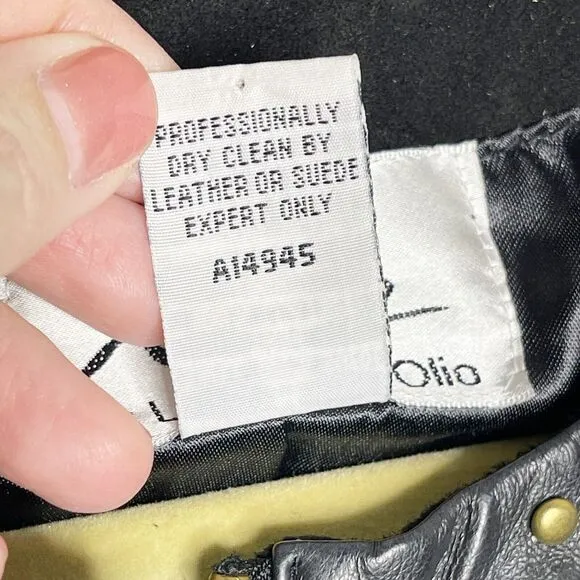 PROFESSIONALLY
DRY CLEAN BY
LEATHER OR SUEDE
EXPERT ONLY
A14945
Olio